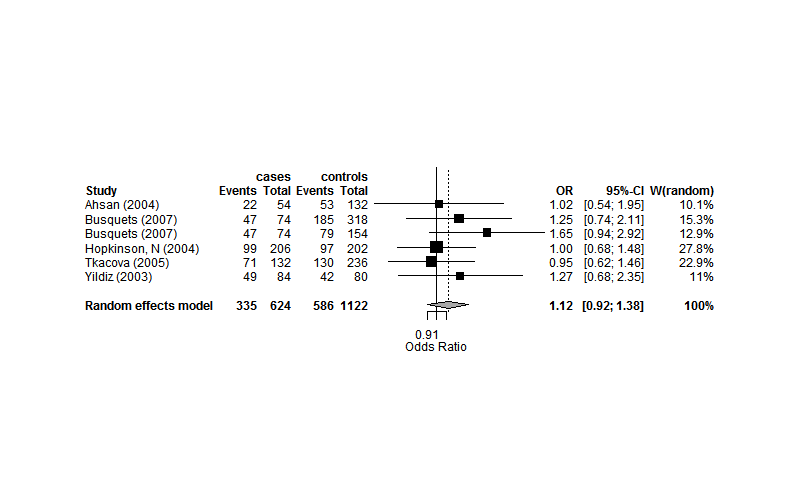 cases controls
Study Events Total Events Total OR 95%-CI W(random)
Ahsan (2004) 22 54 53 132 1.02 [0.54; 1.95] 10.1%
Busquets (2007) 47 74 185 318 1.25 [0.74; 2.11] 15.3%
Busquets (2007) 47 74 79 154 1.65 [0.94; 2.92] 12.9%
Hopkinson, N (2004) 99 206 97 202 1.00 [0.68; 1.48] 27.8%
Tkacova (2005) 71 132 130 236 0.95 [0.62; 1.46] 22.9%
Yildiz (2003) 49 84 42 80 1.27 [0.68; 2.35] 11%
Random effects model 335 624 586 1122 1.12 [0.92; 1.38] 100%
0.91
Odds Ratio